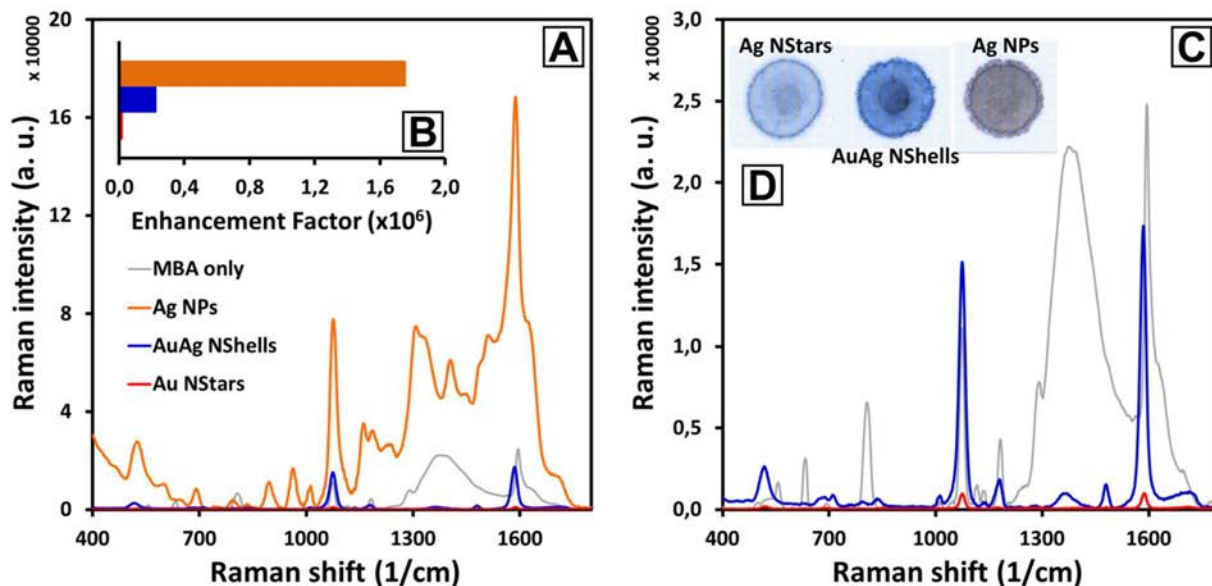 x 10000
Raman intensity (a. u.)
20
16
12
8
4
0
A
B
0,0 0,4 0,8 1,2 1,6 2,0
Enhancement Factor (x10⁶)
MBA only
Ag NPs
AuAg NShells
Au NStars
400 700 1000 1300 1600
Raman shift (1/cm)
x 10000
Raman intensity (a. u.)
3,0
2,5
2,0
1,5
1,0
0,5
0,0
C
Ag NStars Ag NPs
AuAg NShells
D
400 700 1000 1300 1600
Raman shift (1/cm)